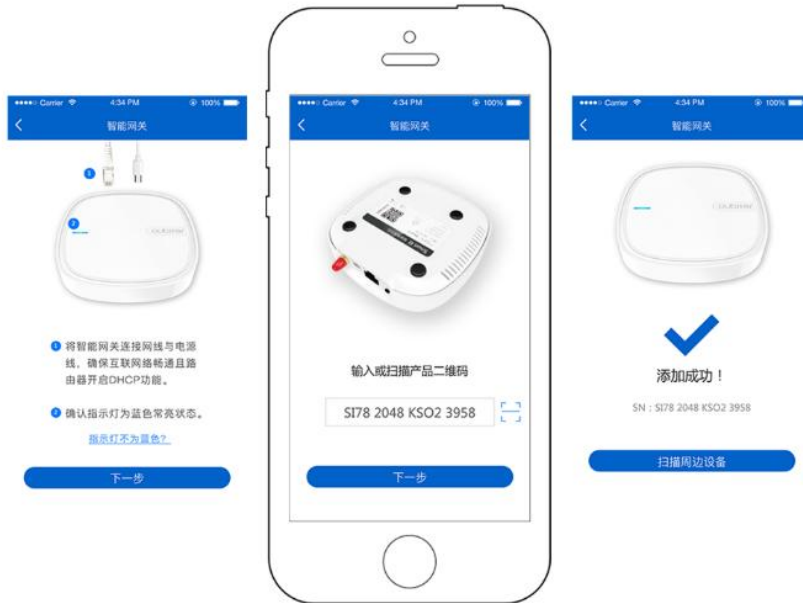 Carrier 4:34 PM 100%
智能网关
1
2
1 将智能网关连接网线与电源
线，确保互联网络畅通且路
由器开启DHCP功能。
2 确认指示灯为蓝色常亮状态。
指示灯不为蓝色?
下一步
Carrier 4:34 PM 100%
智能网关
输入或扫描产品二维码
SI78 2048 KSO2 3958
下一步
Carrier 4:34 PM 100%
智能网关
添加成功！
SN：SI78 2048 KSO2 3958
扫描周边设备